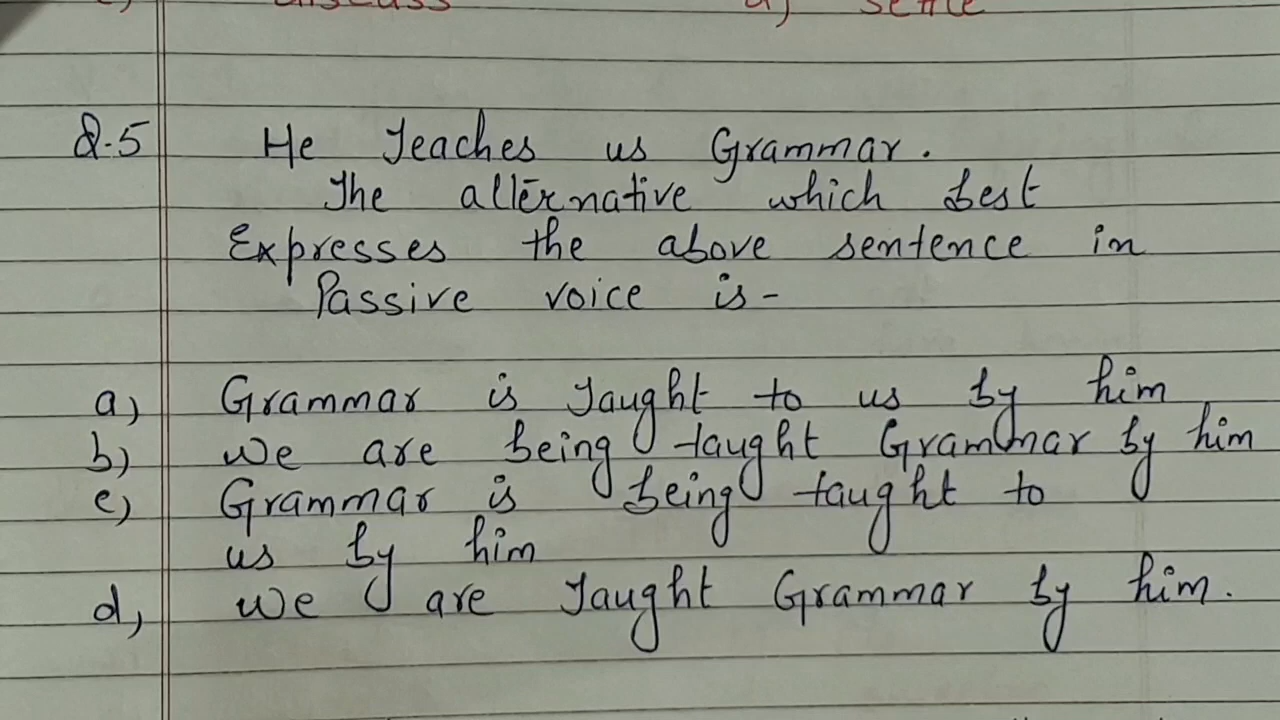 discuss settle
Q.5 He Teaches us Grammar.
The alternative which best
Expresses the above sentence in
Passive voice is-
a) Grammar is Taught to us by him
b) we are being taught Grammar by him
c) Grammar is being taught to
us by him
d, we are Taught Grammar by him.